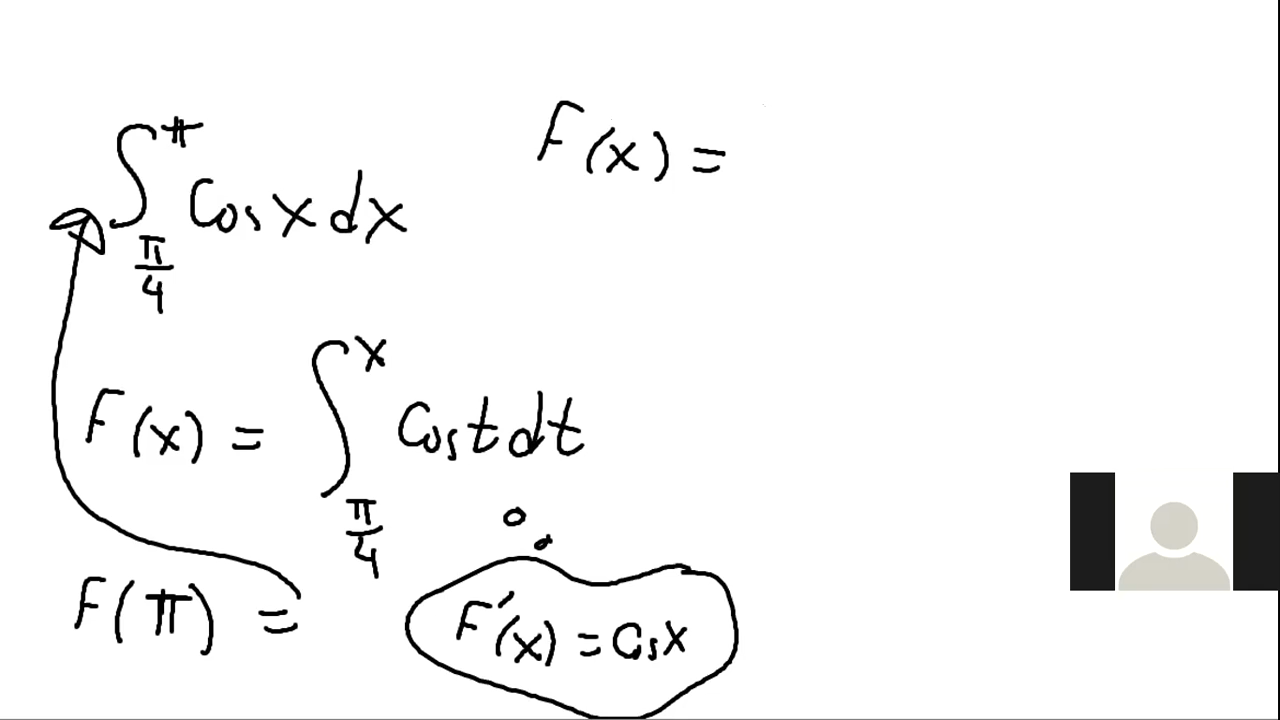 ∫_{π/4}^{π} Cos x dx
F(x) =
F(x) = ∫_{π/4}^{x} Cos t dt
F(π) =
F'(x) = Cos x